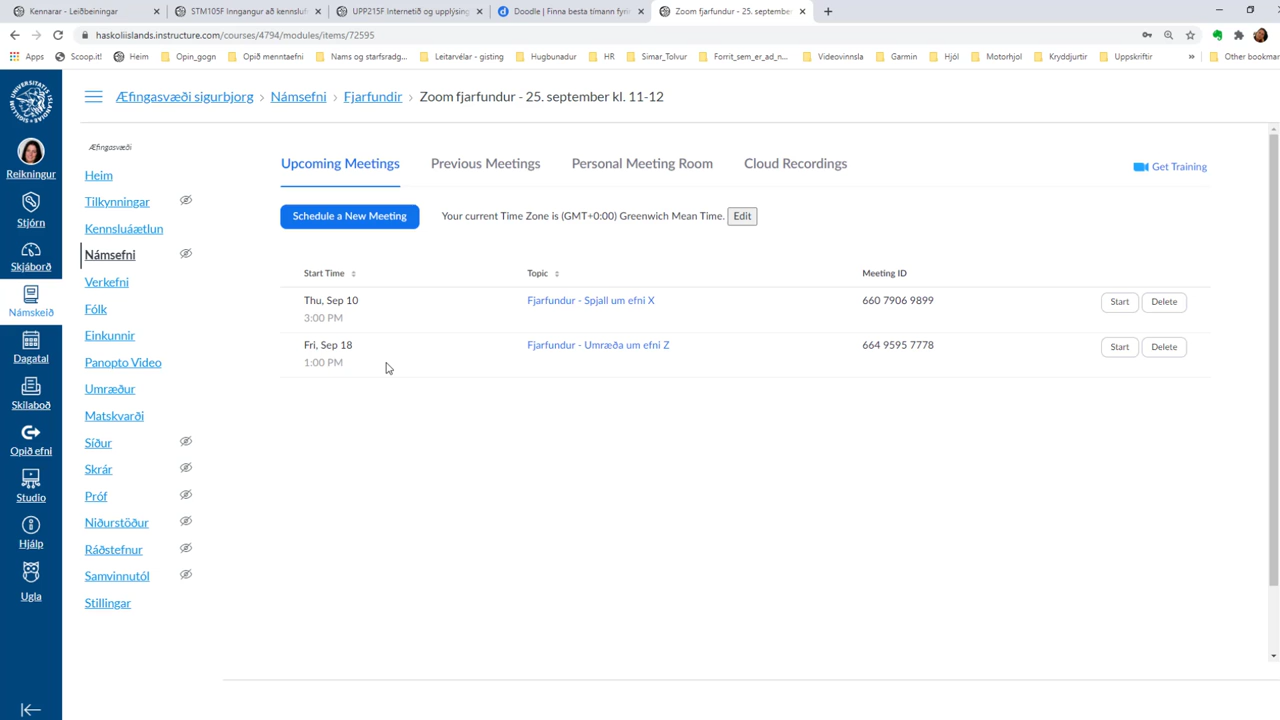 Kennarar - Leiðbeiningar
STM105F Inngangur að kennsluf
UPP215F Internetið og upplýsing
Doodle | Finna besta tímann fyri
Zoom fjarfundur - 25. september
haskoliislands.instructure.com/courses/4794/modules/items/72595
Apps
Scoop.it!
Heim
Opin_gogn
Opið menntaefni
Nams og starfsradg...
Leitarvélar - gisting
Hugbunadur
HR
Simar_Tolvur
Forrit_sem_er_ad_n...
Videovinnsla
Garmin
Hjól
Motorhjol
Kryddjurtir
Uppskriftir
»
Other bookmar
Æfingasvæði sigurbjorg › Námsefni › Fjarfundir › Zoom fjarfundur - 25. september kl. 11-12
Reikningur
Stjórn
Skjáborð
Námskeið
Dagatal
Skilaboð
Opið efni
Studio
Hjálp
Ugla
Æfingasvæði
Heim
Tilkynningar
Kennsluáætlun
Námsefni
Verkefni
Fólk
Einkunnir
Panopto Video
Umræður
Matskvarði
Síður
Skrár
Próf
Niðurstöður
Ráðstefnur
Samvinnutól
Stillingar
Upcoming Meetings
Previous Meetings
Personal Meeting Room
Cloud Recordings
Get Training
Schedule a New Meeting
Your current Time Zone is (GMT+0:00) Greenwich Mean Time. Edit
Start Time Topic Meeting ID
Thu, Sep 10 Fjarfundur - Spjall um efni X 660 7906 9899 Start Delete
3:00 PM
Fri, Sep 18 Fjarfundur - Umræða um efni Z 664 9595 7778 Start Delete
1:00 PM